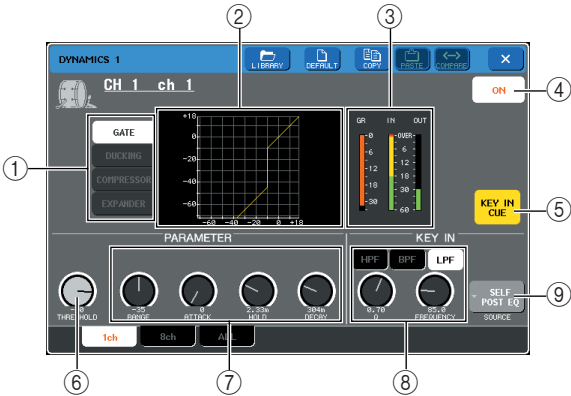 ② ③
DYNAMICS 1 LIBRARY DEFAULT COPY PASTE COMPARE ×
CH 1 ch 1
ON ④
①
GATE
DUCKING
COMPRESSOR
EXPANDER
+18
0
-20
-40
-60
-60 -40 -20 0 +18
GR IN OUT
0 OVER
6 6
12 12
18 18
30 30
60
KEY IN
CUE ⑤
PARAMETER KEY IN
HPF BPF LPF
SELF
POST EQ ⑨
SOURCE
-35 0 2.33m 304m 0.70 85.0
THRESHOLD RANGE ATTACK HOLD DECAY Q FREQUENCY
1ch 8ch ALL
⑥ ⑦ ⑧